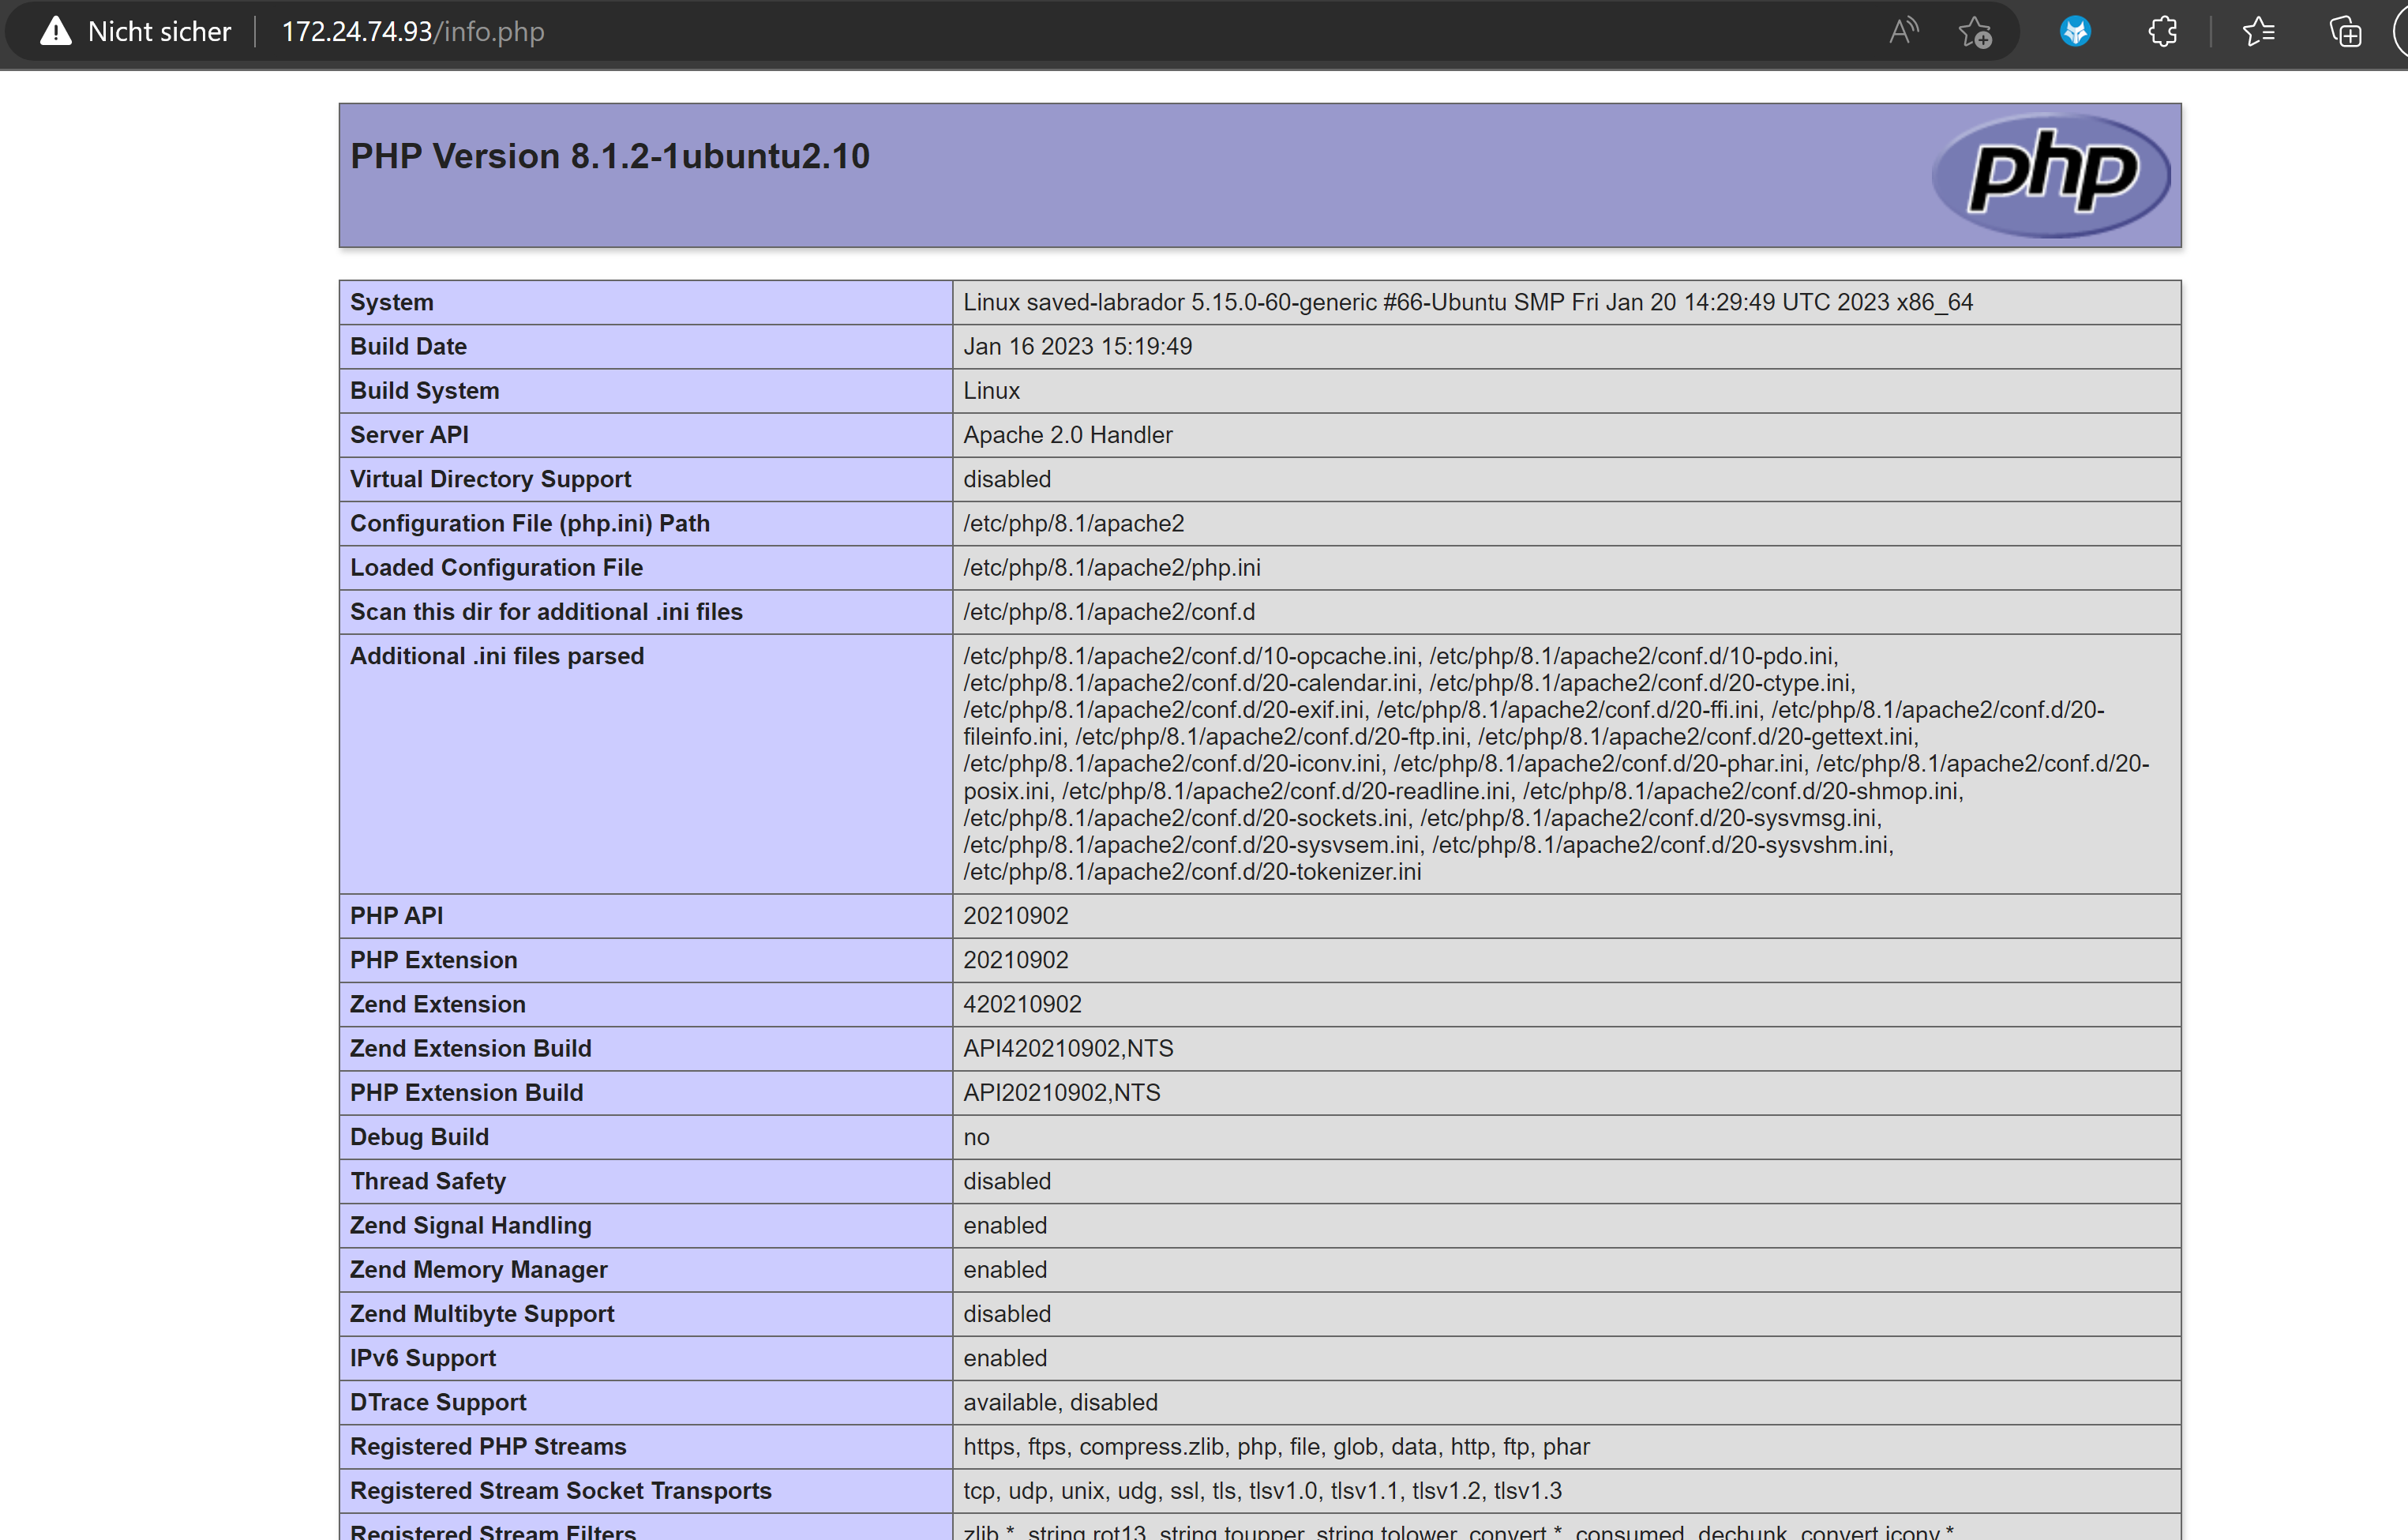 Nicht sicher 172.24.74.93/info.php
PHP Version 8.1.2-1ubuntu2.10
php
System Linux saved-labrador 5.15.0-60-generic #66-Ubuntu SMP Fri Jan 20 14:29:49 UTC 2023 x86_64
Build Date Jan 16 2023 15:19:49
Build System Linux
Server API Apache 2.0 Handler
Virtual Directory Support disabled
Configuration File (php.ini) Path /etc/php/8.1/apache2
Loaded Configuration File /etc/php/8.1/apache2/php.ini
Scan this dir for additional .ini files /etc/php/8.1/apache2/conf.d
Additional .ini files parsed /etc/php/8.1/apache2/conf.d/10-opcache.ini, /etc/php/8.1/apache2/conf.d/10-pdo.ini,
/etc/php/8.1/apache2/conf.d/20-calendar.ini, /etc/php/8.1/apache2/conf.d/20-ctype.ini,
/etc/php/8.1/apache2/conf.d/20-exif.ini, /etc/php/8.1/apache2/conf.d/20-ffi.ini, /etc/php/8.1/apache2/conf.d/20-
fileinfo.ini, /etc/php/8.1/apache2/conf.d/20-ftp.ini, /etc/php/8.1/apache2/conf.d/20-gettext.ini,
/etc/php/8.1/apache2/conf.d/20-iconv.ini, /etc/php/8.1/apache2/conf.d/20-phar.ini, /etc/php/8.1/apache2/conf.d/20-
posix.ini, /etc/php/8.1/apache2/conf.d/20-readline.ini, /etc/php/8.1/apache2/conf.d/20-shmop.ini,
/etc/php/8.1/apache2/conf.d/20-sockets.ini, /etc/php/8.1/apache2/conf.d/20-sysvmsg.ini,
/etc/php/8.1/apache2/conf.d/20-sysvsem.ini, /etc/php/8.1/apache2/conf.d/20-sysvshm.ini,
/etc/php/8.1/apache2/conf.d/20-tokenizer.ini
PHP API 20210902
PHP Extension 20210902
Zend Extension 420210902
Zend Extension Build API420210902,NTS
PHP Extension Build API20210902,NTS
Debug Build no
Thread Safety disabled
Zend Signal Handling enabled
Zend Memory Manager enabled
Zend Multibyte Support disabled
IPv6 Support enabled
DTrace Support available, disabled
Registered PHP Streams https, ftps, compress.zlib, php, file, glob, data, http, ftp, phar
Registered Stream Socket Transports tcp, udp, unix, udg, ssl, tls, tlsv1.0, tlsv1.1, tlsv1.2, tlsv1.3
Registered Stream Filters zlib.*, string.rot13, string.toupper, string.tolower, convert.*, consumed, dechunk, convert.iconv.*